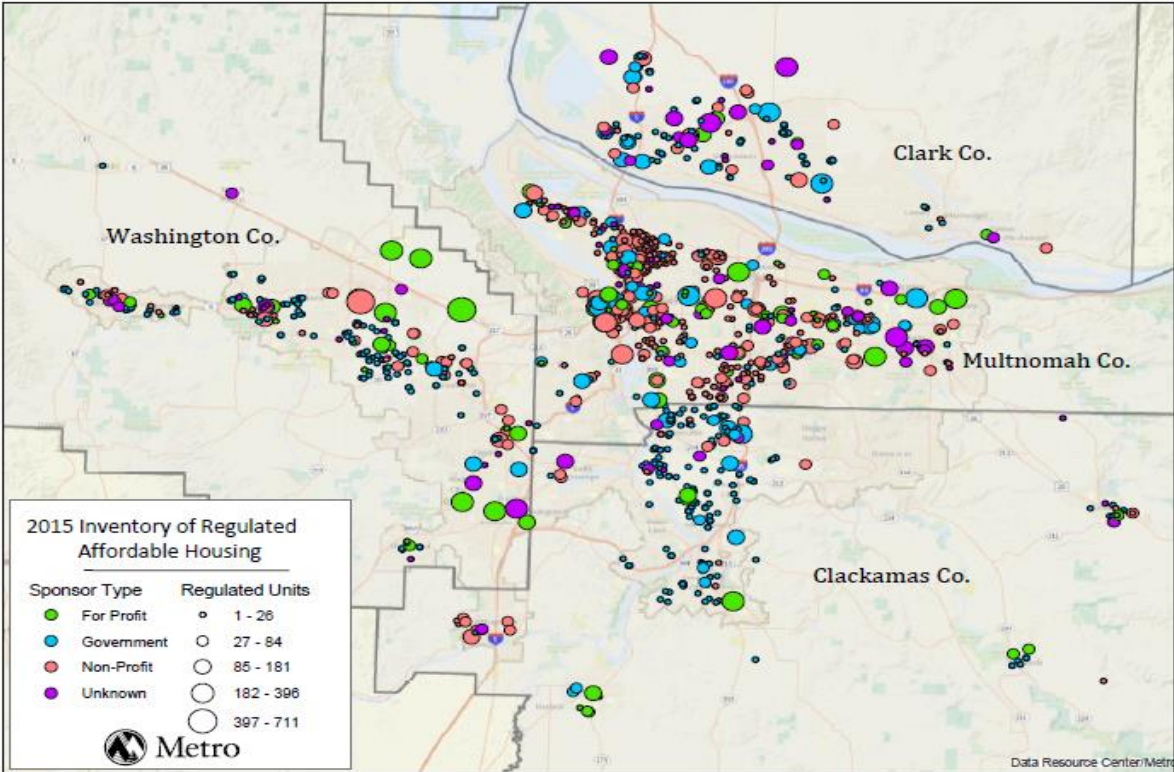 Clark Co.
Washington Co.
Multnomah Co.
Clackamas Co.
2015 Inventory of Regulated
Affordable Housing
Sponsor Type Regulated Units
For Profit 1 - 26
Government 27 - 84
Non-Profit 85 - 181
Unknown 182 - 396
397 - 711
Metro
Data Resource Center/Metro